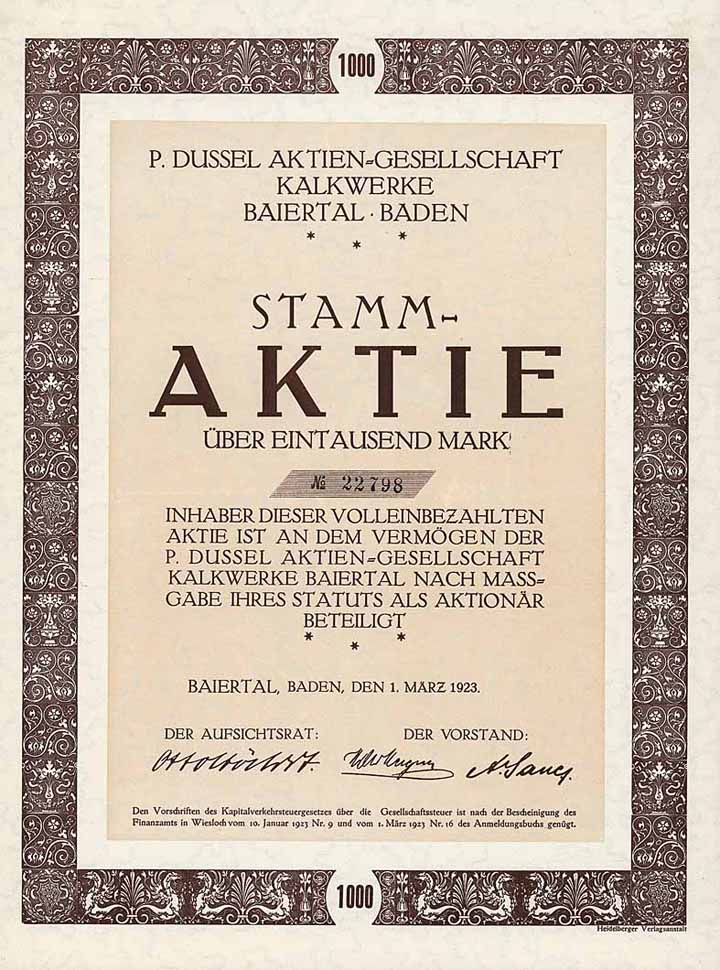 1000
P. DUSSEL AKTIEN=GESELLSCHAFT
KALKWERKE
BAIERTAL · BADEN
* * *
STAMM-
AKTIE
ÜBER EINTAUSEND MARK
№ 22798
INHABER DIESER VOLLEINBEZAHLTEN
AKTIE IST AN DEM VERMÖGEN DER
P. DUSSEL AKTIEN=GESELLSCHAFT
KALKWERKE BAIERTAL NACH MASS=
GABE IHRES STATUTS ALS AKTIONÄR
BETEILIGT
* * *
BAIERTAL, BADEN, DEN 1. MÄRZ 1923.
DER AUFSICHTSRAT: DER VORSTAND:
Den Vorschriften des Kapitalverkehrsteuergesetzes über die Gesellschaftssteuer ist nach der Bescheinigung des
Finanzamts in Wiesloch vom 10. Januar 1923 Nr. 9 und vom 1. März 1923 Nr. 16 des Anmeldungsbuchs genügt.
1000
Heidelberger Verlagsanstalt